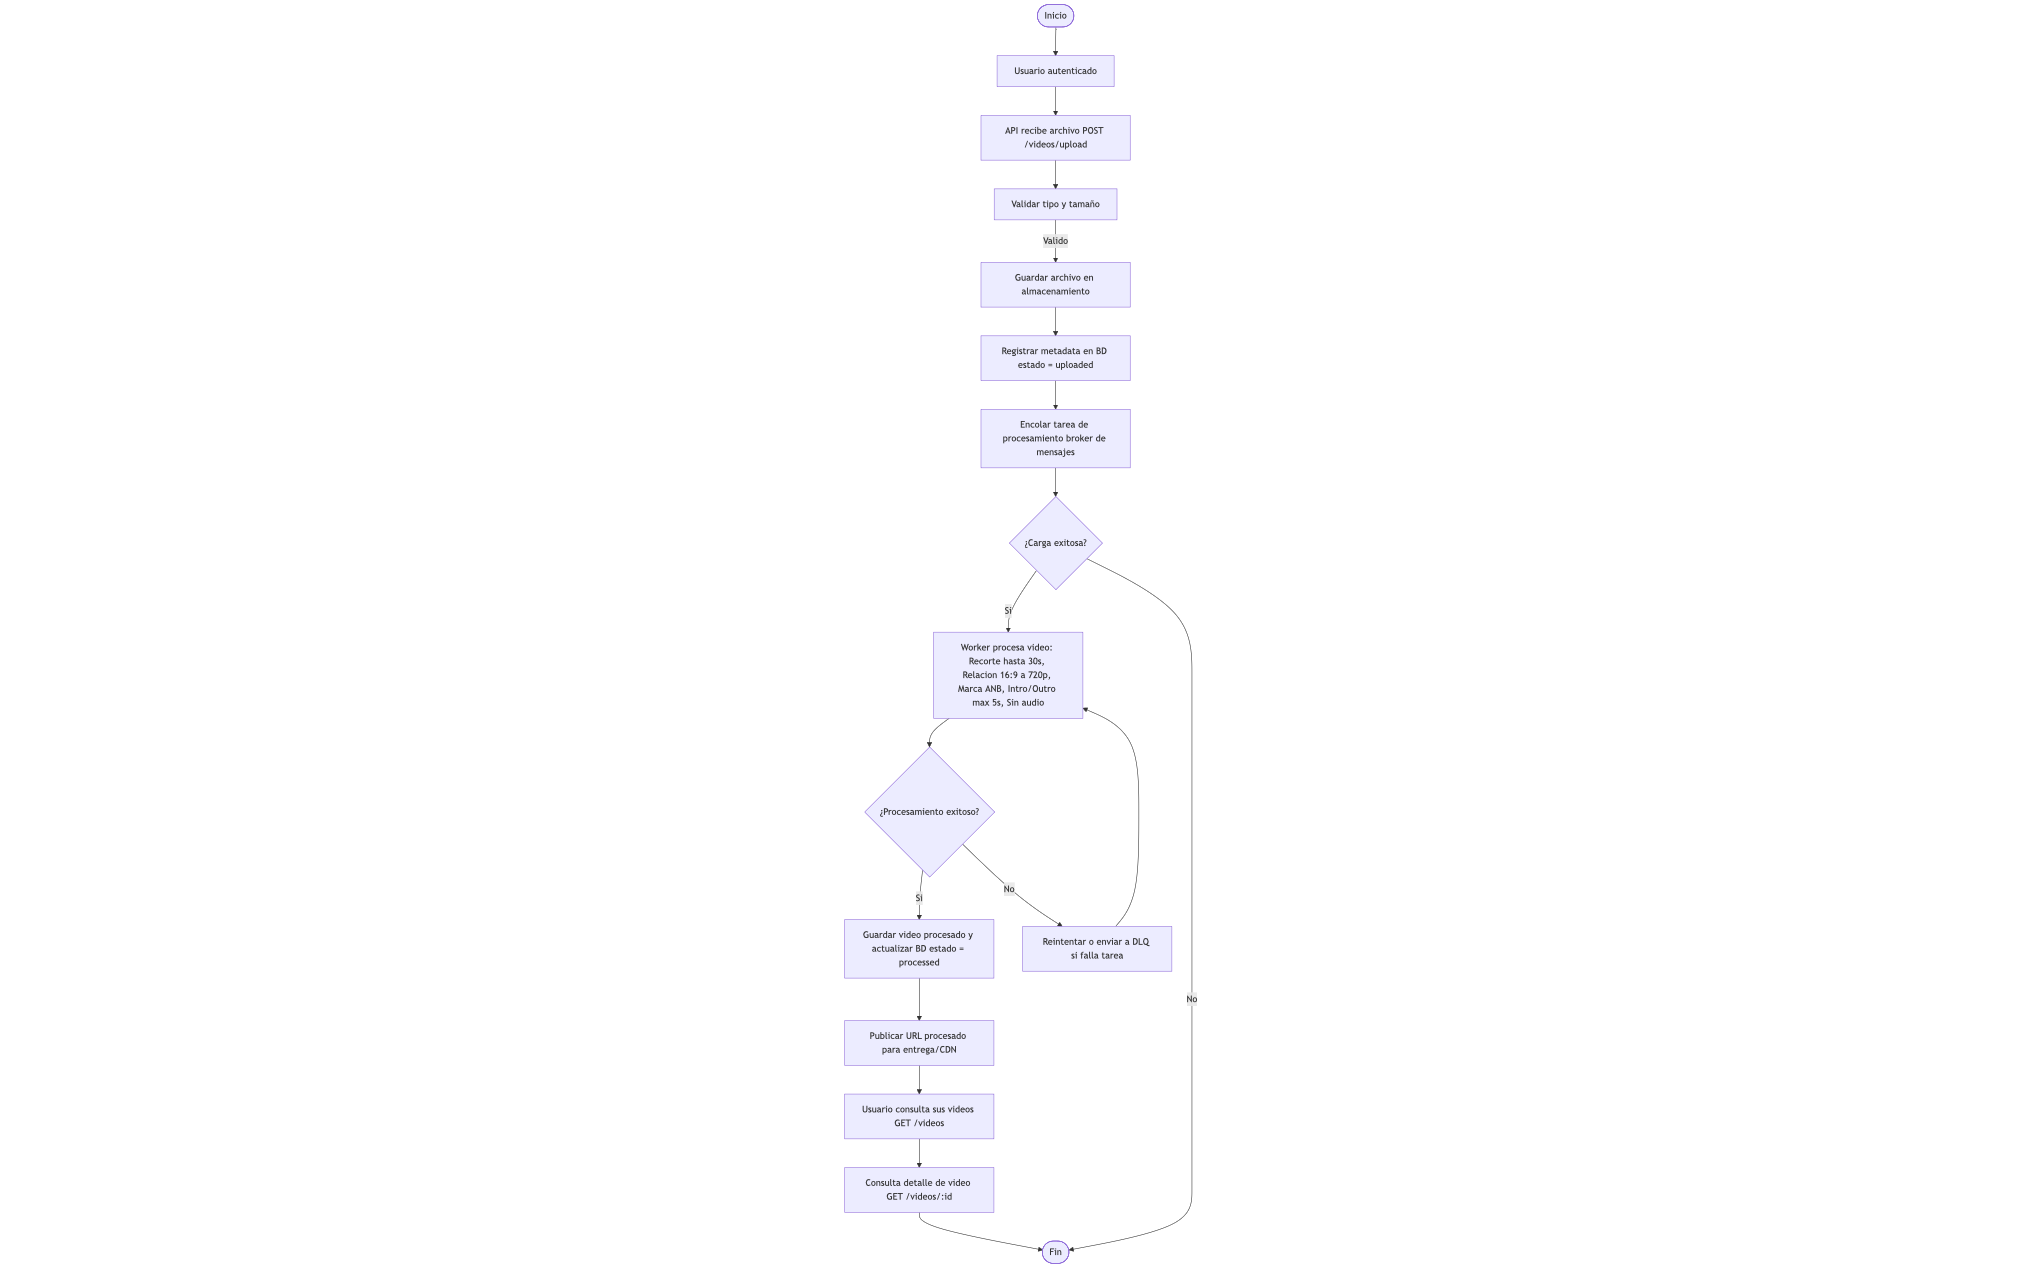 Inicio
Usuario autenticado
API recibe archivo POST
/videos/upload
Validar tipo y tamaño
Valido
Guardar archivo en
almacenamiento
Registrar metadata en BD
estado = uploaded
Encolar tarea de
procesamiento broker de
mensajes
¿Carga exitosa?
Si
Worker procesa video:
Recorte hasta 30s,
Relacion 16:9 a 720p,
Marca ANB, Intro/Outro
max 5s, Sin audio
¿Procesamiento exitoso?
No
Si
Guardar video procesado y
actualizar BD estado =
processed
Reintentar o enviar a DLQ
si falla tarea
No
Publicar URL procesado
para entrega/CDN
Usuario consulta sus videos
GET /videos
Consulta detalle de video
GET /videos/:id
Fin